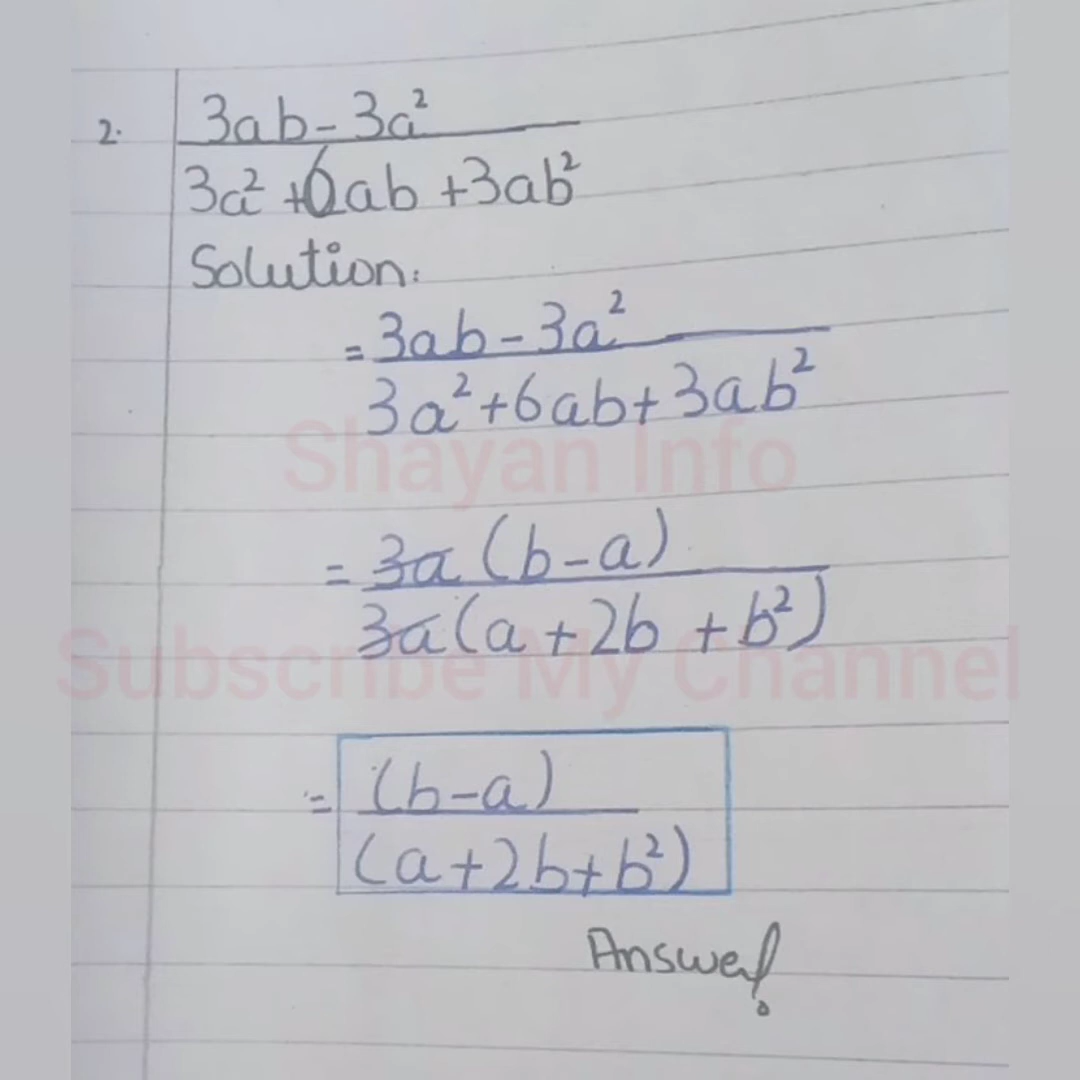 2. 3ab - 3a²
3a² + 6ab + 3ab²
Solution:
= 3ab - 3a²
3a² + 6ab + 3ab²
Shayan Info
= 3a (b - a)
3a (a + 2b + b²)
Subscribe My Channel
= (b - a)
(a + 2b + b²)
Answer